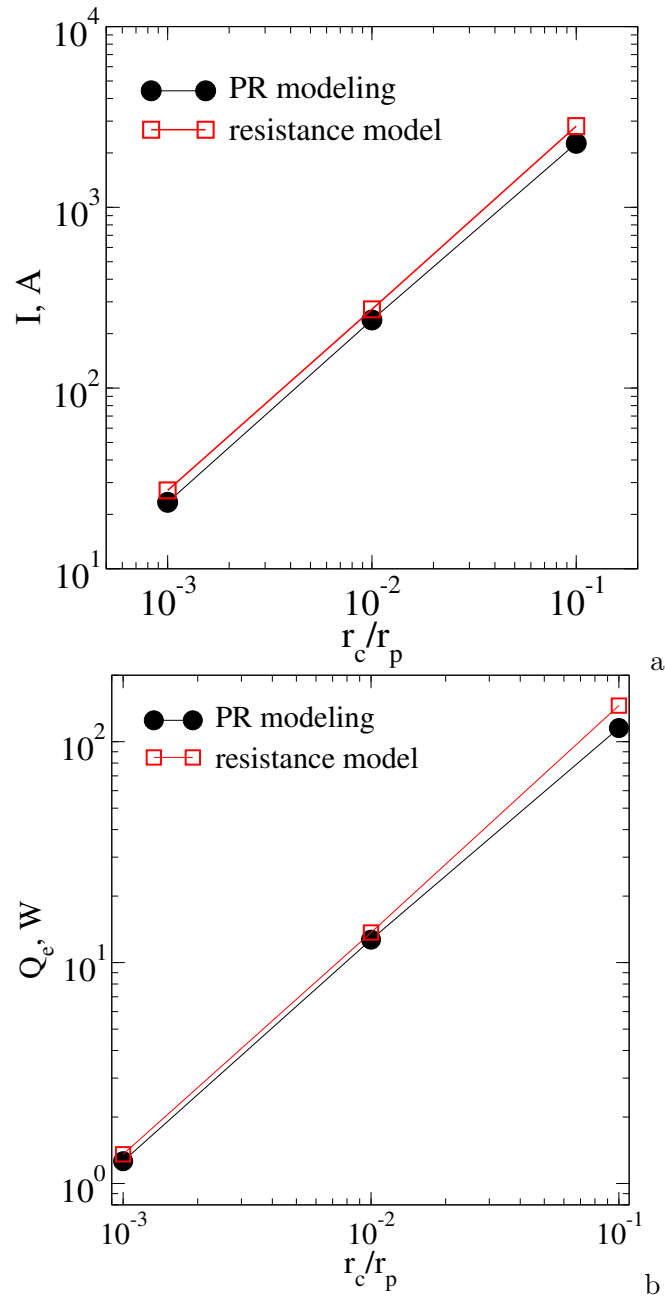 10^4
PR modeling
resistance model
10^3
I, A
10^2
10^1
10^-3 10^-2 10^-1
r_c/r_p
a
10^2
PR modeling
resistance model
Q_e, W
10^1
10^0
10^-3 10^-2 10^-1
r_c/r_p
b